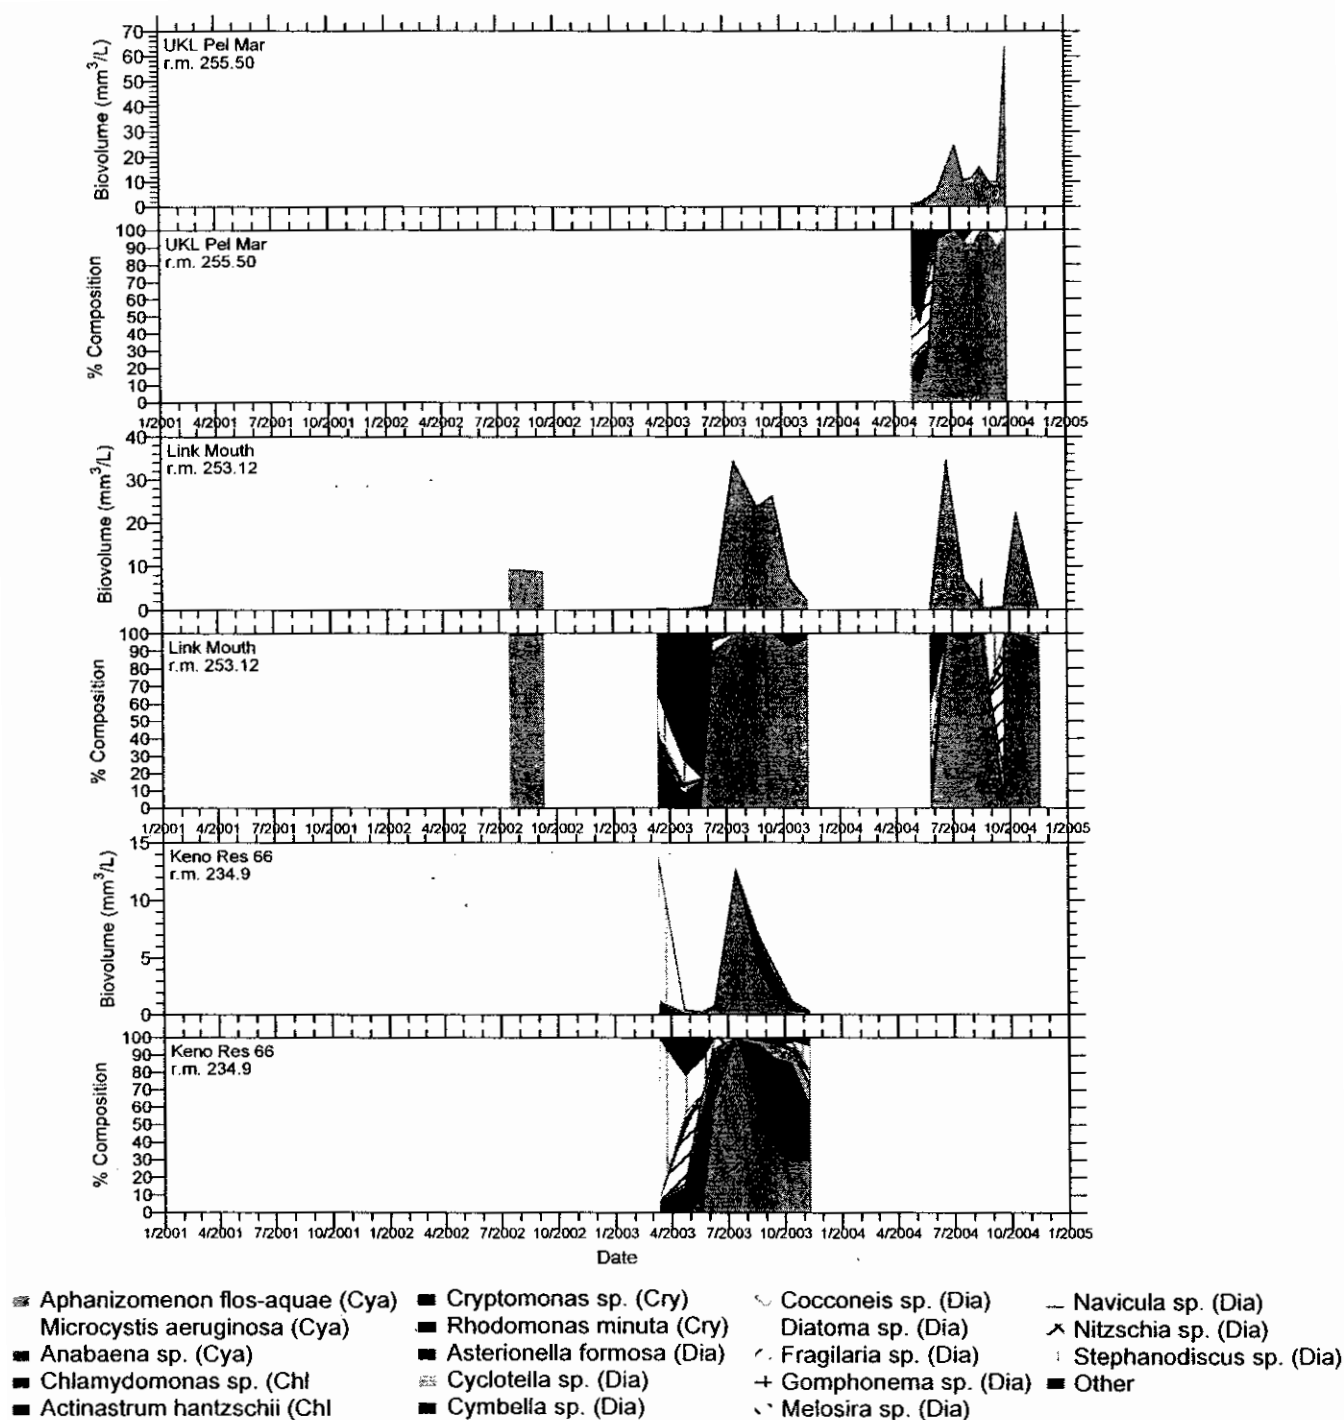 70
60
50
40
30
20
10
0
Biovolume (mm³/L)
UKL Pel Mar
r.m. 255.50
100
90
80
70
60
50
40
30
20
10
0
% Composition
UKL Pel Mar
r.m. 255.50
1/2001 4/2001 7/2001 10/2001 1/2002 4/2002 7/2002 10/2002 1/2003 4/2003 7/2003 10/2003 1/2004 4/2004 7/2004 10/2004 1/2005
40
30
20
10
0
Biovolume (mm³/L)
Link Mouth
r.m. 253.12
100
90
80
70
60
50
40
30
20
10
0
% Composition
Link Mouth
r.m. 253.12
1/2001 4/2001 7/2001 10/2001 1/2002 4/2002 7/2002 10/2002 1/2003 4/2003 7/2003 10/2003 1/2004 4/2004 7/2004 10/2004 1/2005
15
10
5
0
Biovolume (mm³/L)
Keno Res 66
r.m. 234.9
100
90
80
70
60
50
40
30
20
10
0
% Composition
Keno Res 66
r.m. 234.9
1/2001 4/2001 7/2001 10/2001 1/2002 4/2002 7/2002 10/2002 1/2003 4/2003 7/2003 10/2003 1/2004 4/2004 7/2004 10/2004 1/2005
Date
Aphanizomenon flos-aquae (Cya)
Microcystis aeruginosa (Cya)
Anabaena sp. (Cya)
Chlamydomonas sp. (Chl
Actinastrum hantzschii (Chl
Cryptomonas sp. (Cry)
Rhodomonas minuta (Cry)
Asterionella formosa (Dia)
Cyclotella sp. (Dia)
Cymbella sp. (Dia)
Cocconeis sp. (Dia)
Diatoma sp. (Dia)
Fragilaria sp. (Dia)
Gomphonema sp. (Dia)
Melosira sp. (Dia)
Navicula sp. (Dia)
Nitzschia sp. (Dia)
Stephanodiscus sp. (Dia)
Other